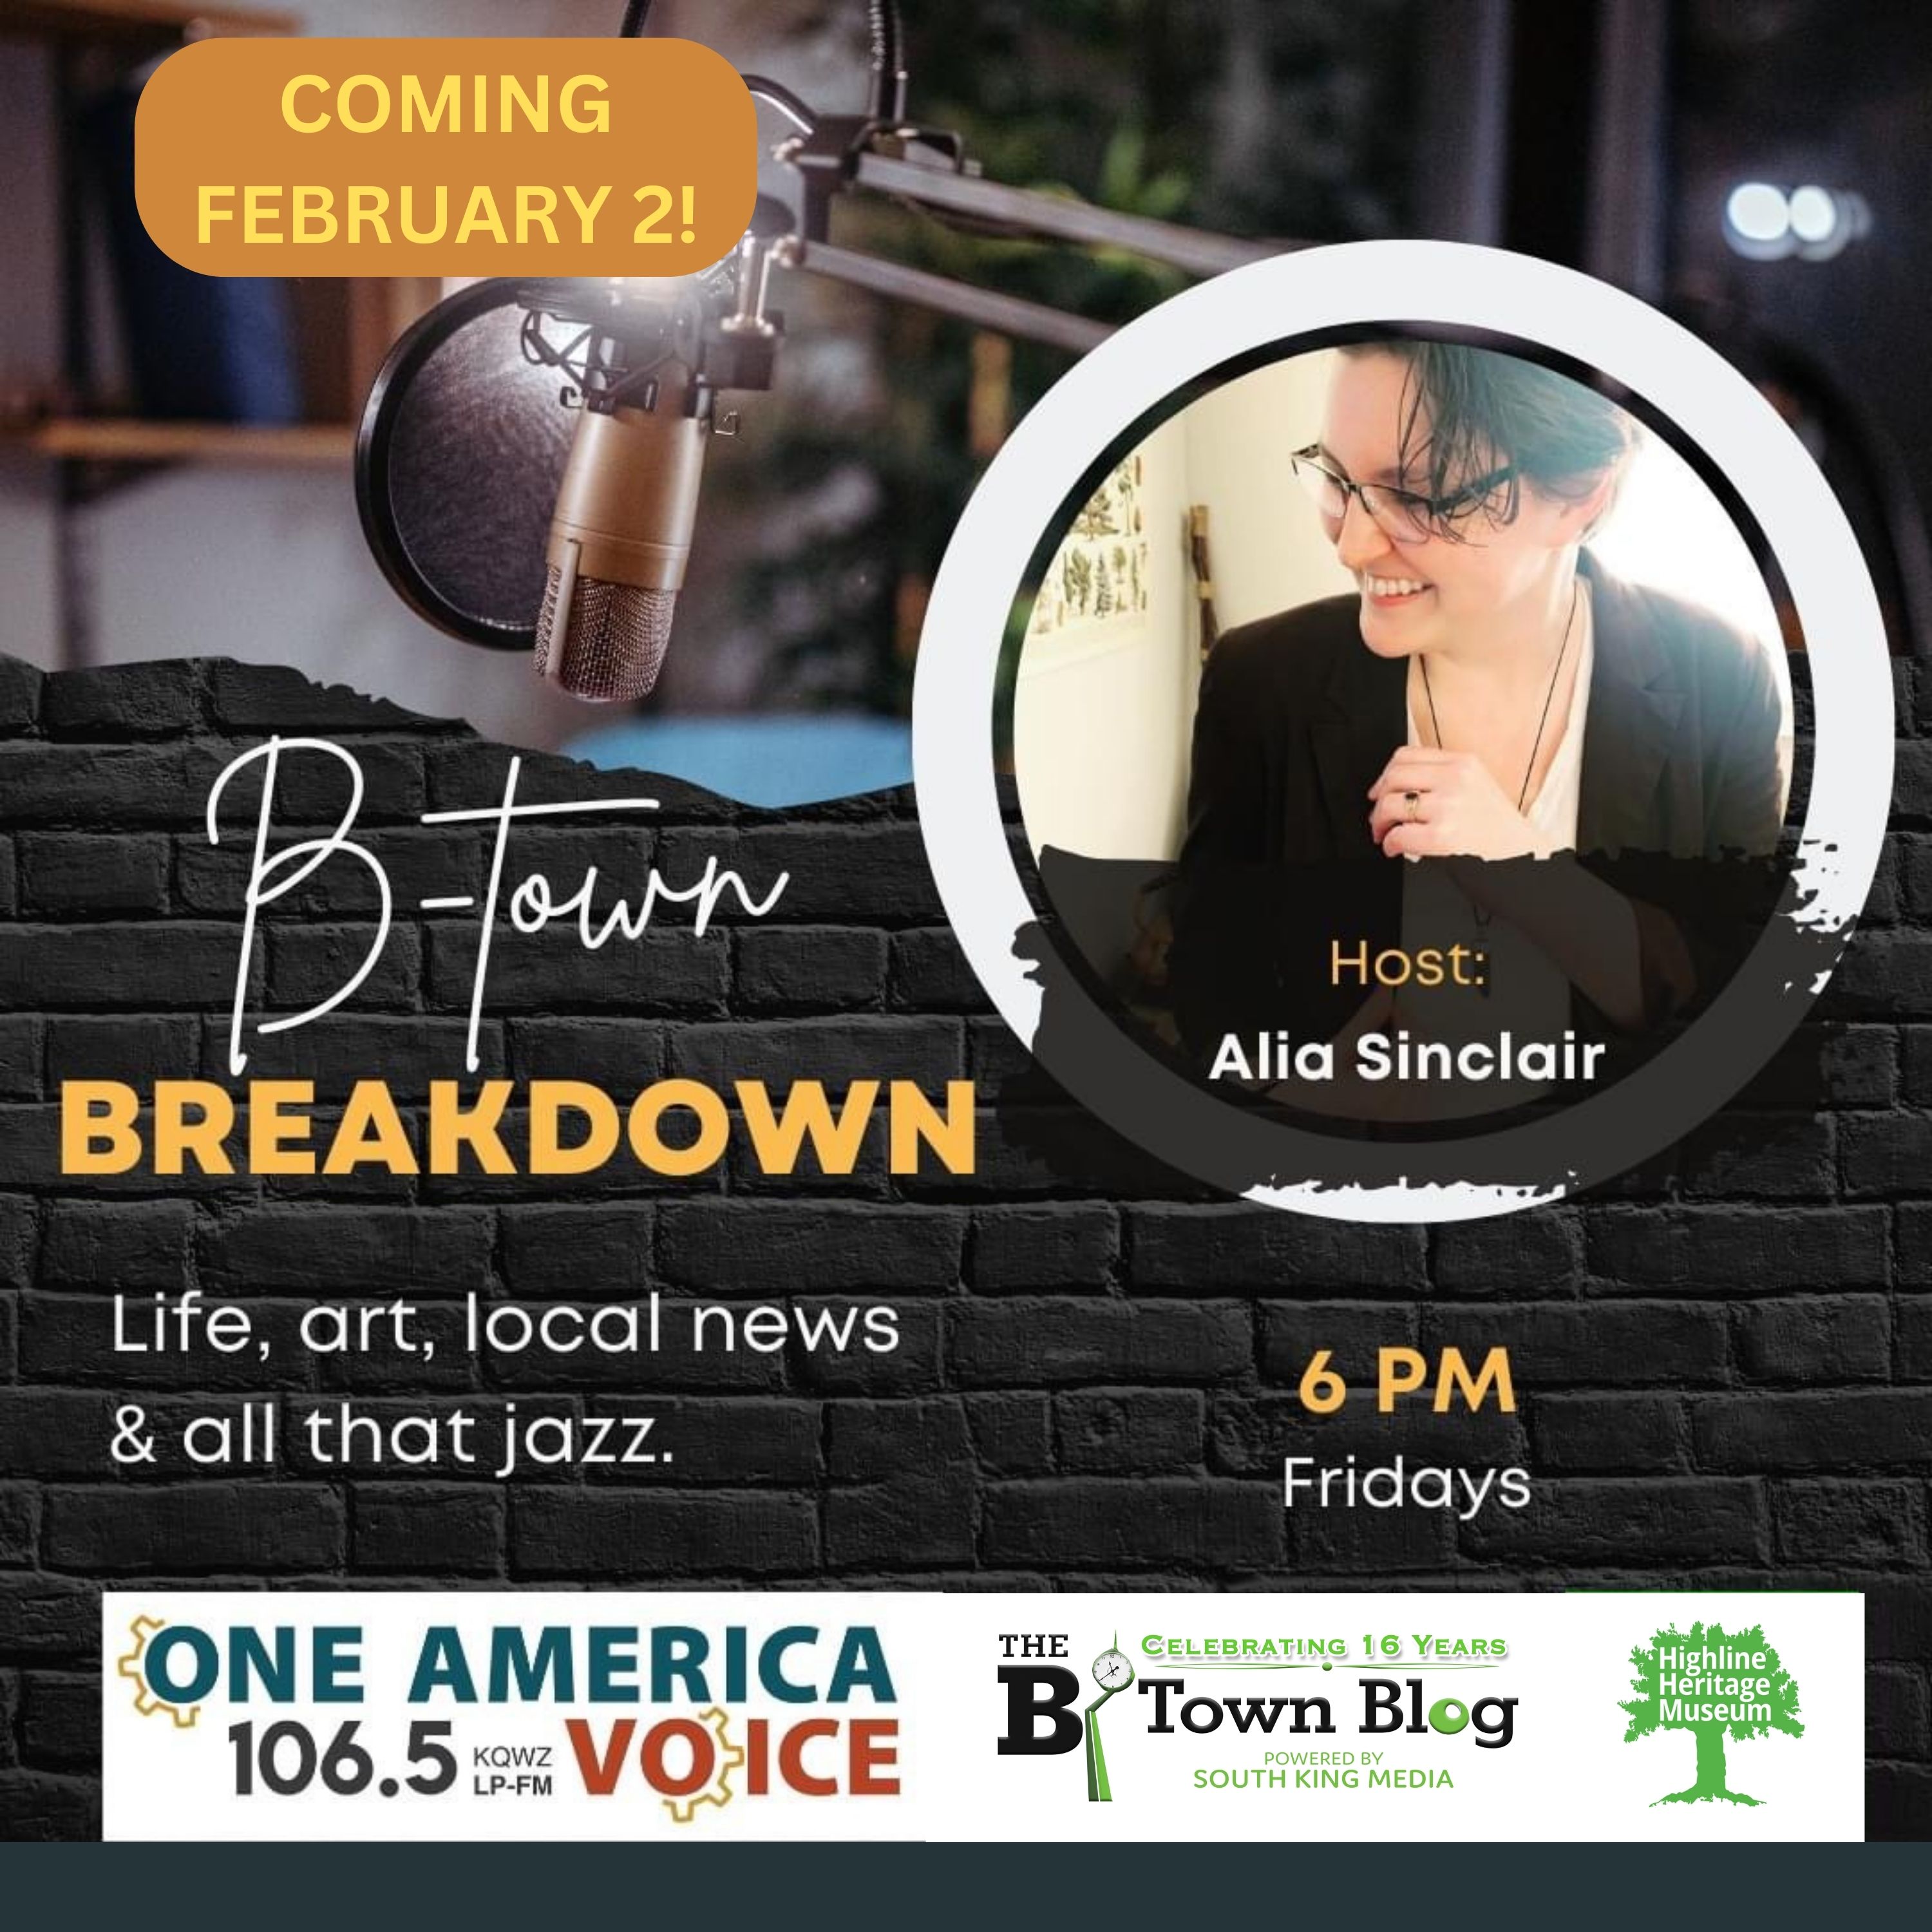 COMING
FEBRUARY 2!
B-town
BREAKDOWN
Host:
Alia Sinclair
Life, art, local news
& all that jazz.
6 PM
Fridays
ONE AMERICA
106.5 KQWZ LP-FM VOICE
THE
B Town Blog
CELEBRATING 16 YEARS
POWERED BY
SOUTH KING MEDIA
Highline
Heritage
Museum